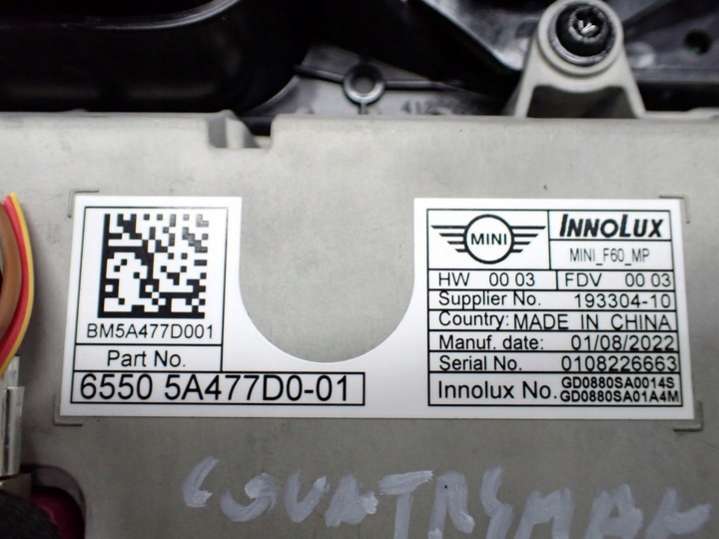 BM5A477D001
Part No.
6550 5A477D0-01
MINI
INNOLUX
MINI_F60_MP
HW 00 03 FDV 00 03
Supplier No. 193304-10
Country: MADE IN CHINA
Manuf. date: 01/08/2022
Serial No. 0108226663
Innolux No. GD0880SA0014S
GD0880SA01A4M